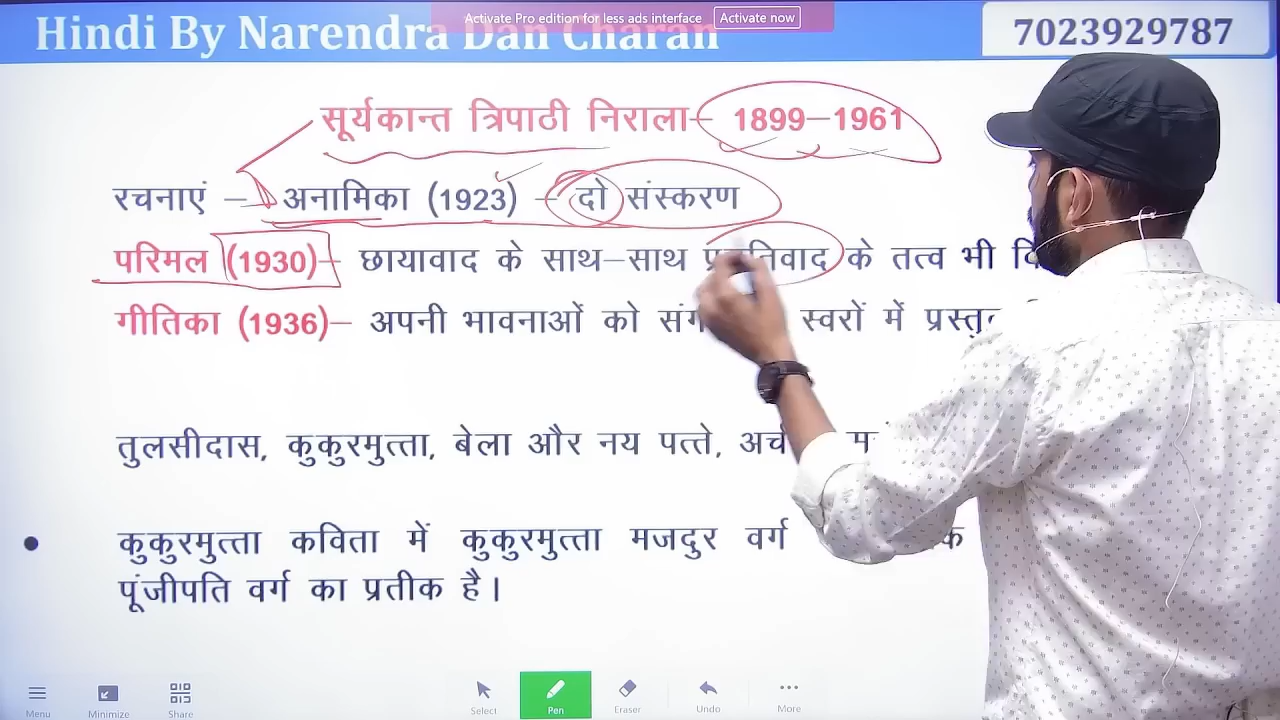 Hindi By Narendra Dan Charan
Activate Pro edition for less ads interface Activate now
7023929787
सूर्यकान्त त्रिपाठी निराला– 1899–1961
रचनाएं – अनामिका (1923) – दो संस्करण
परिमल (1930)– छायावाद के साथ–साथ के तत्व भी
गीतिका (1936)– अपनी भावनाओं को स्वरों में
तुलसीदास, कुकुरमुत्ता, बेला और नय पत्ते,
• कुकुरमुत्ता कविता में कुकुरमुत्ता मजदुर वर्ग
पूंजीपति वर्ग का प्रतीक है।
Menu Minimize Share Select Pen Eraser Undo More